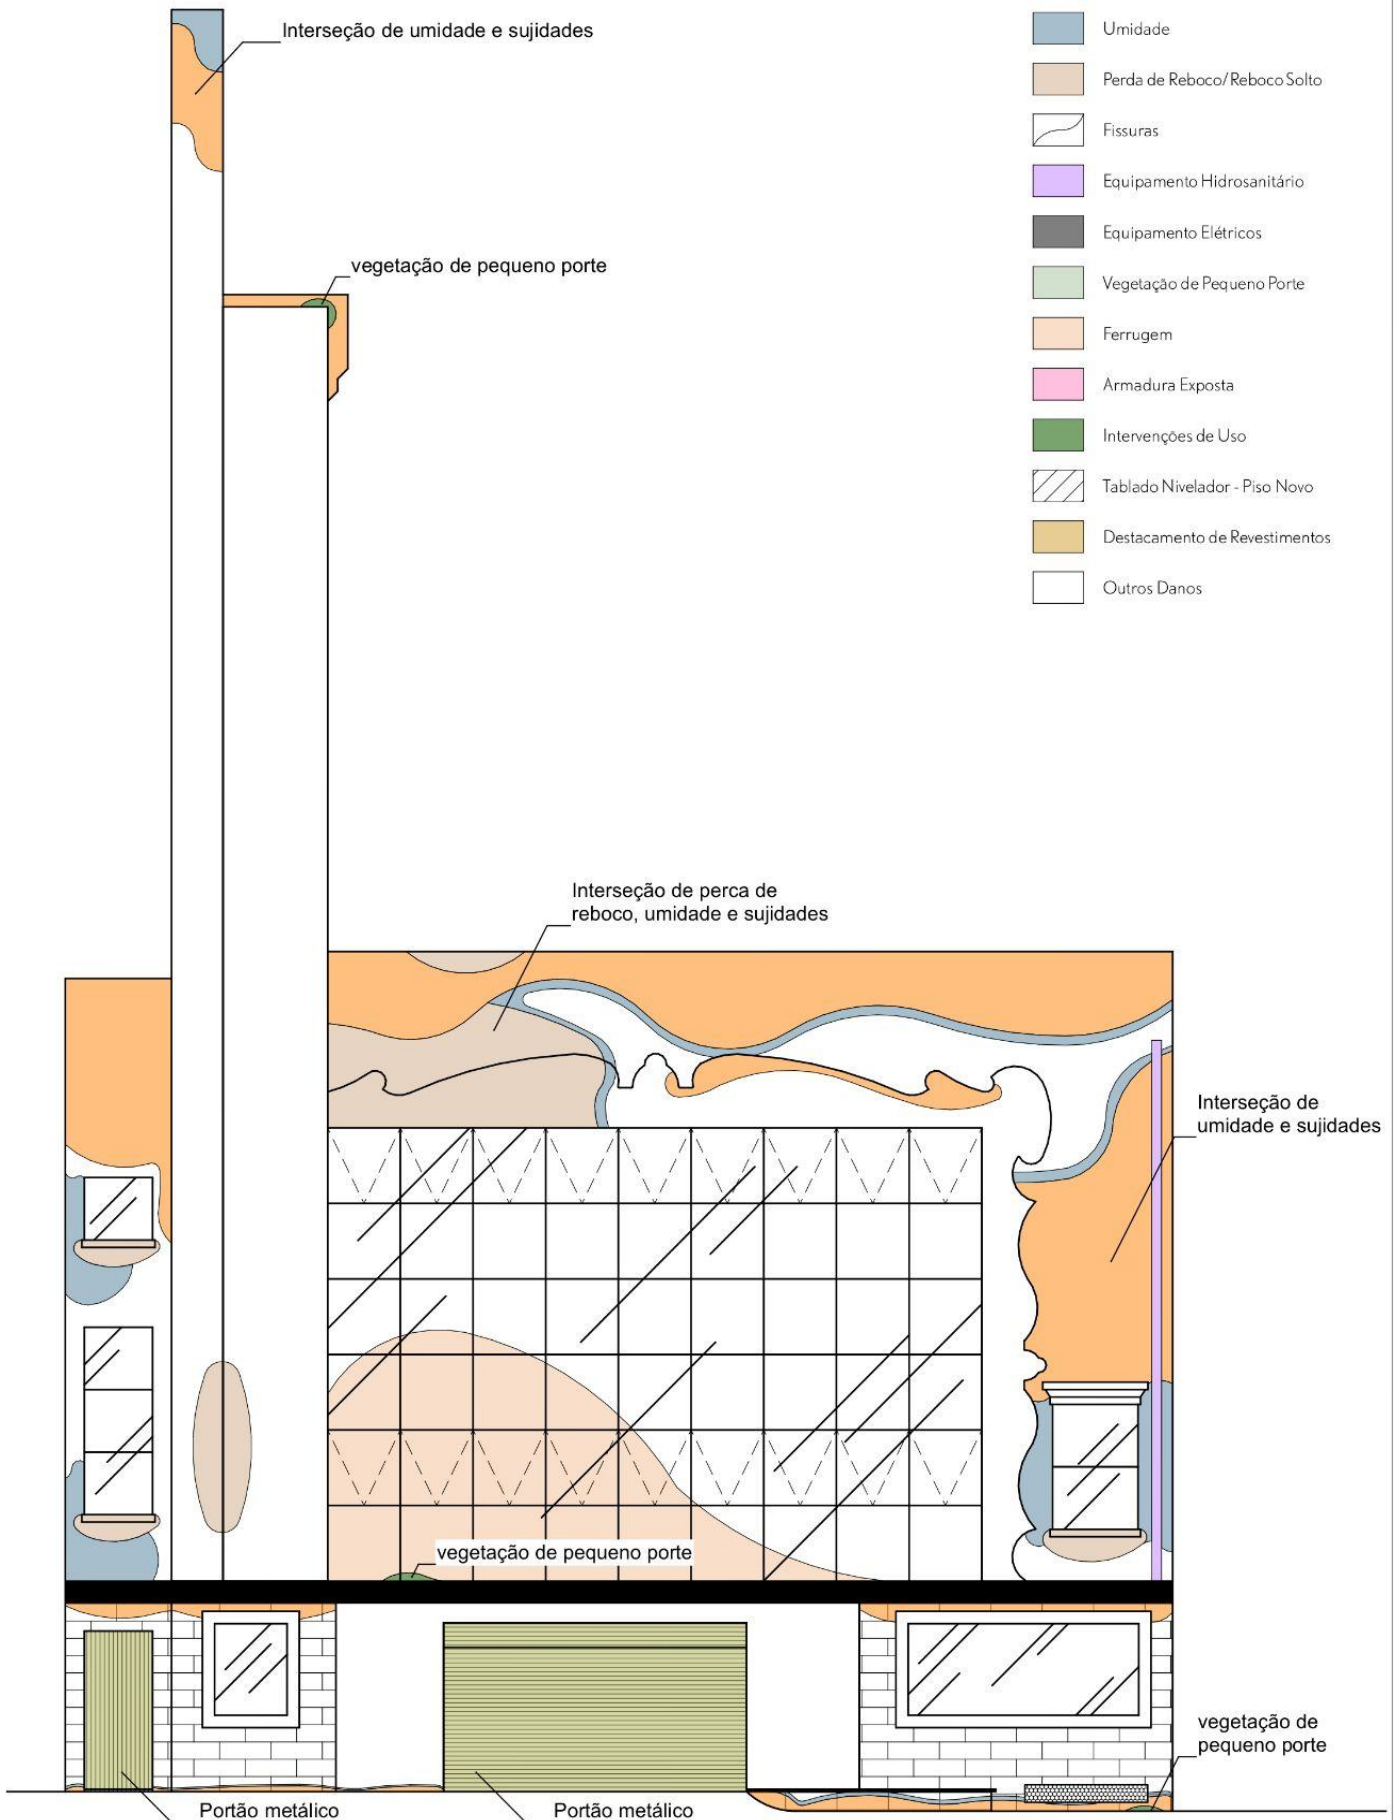 Interseção de umidade e sujidades
Umidade
Perda de Reboco/Reboco Solto
Fissuras
Equipamento Hidrosanitário
Equipamento Elétricos
Vegetação de Pequeno Porte
Ferrugem
Armadura Exposta
Intervenções de Uso
Tablado Nivelador - Piso Novo
Destacamento de Revestimentos
Outros Danos
vegetação de pequeno porte
Interseção de perca de
reboco, umidade e sujidades
Interseção de
umidade e sujidades
vegetação de pequeno porte
vegetação de
pequeno porte
Portão metálico
Portão metálico